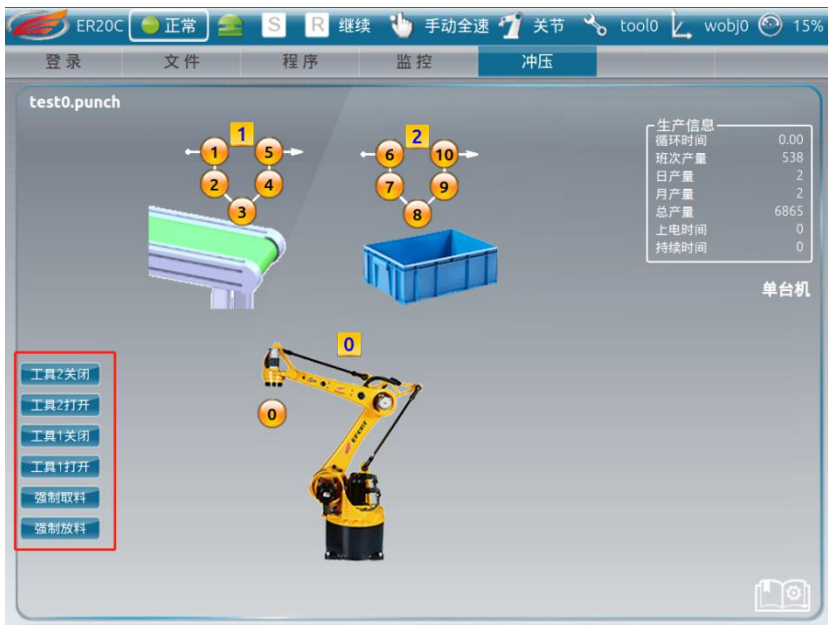 ER20C 正常 S R 继续 手动全速 关节 tool0 wobj0 15%
登录 文件 程序 监控 冲压
test0.punch
1
1 5
2 4
3
2
6 10
7 9
8
生产信息
循环时间 0.00
班次产量 538
日产量 2
月产量 2
总产量 6865
上电时间 0
持续时间 0
单台机
0
0
工具2关闭
工具2打开
工具1关闭
工具1打开
强制取料
强制放料